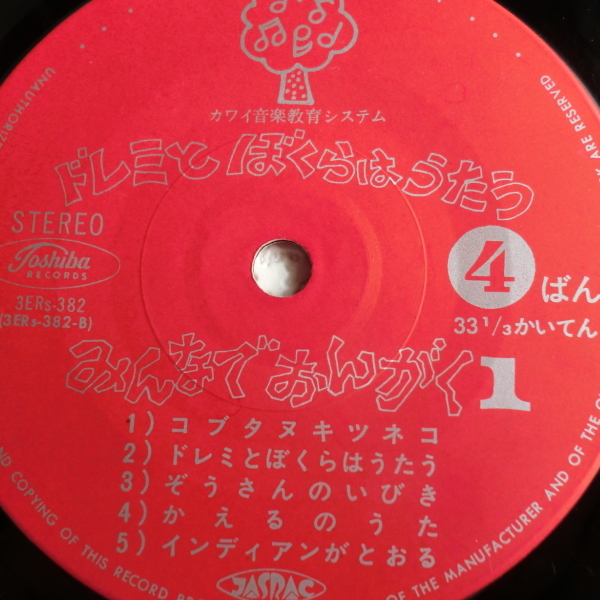 カワイ音楽教育システム
ドレミとぼくらはうたう
STEREO
Toshiba
RECORDS
3ERs-382
(3ERs-382-B)
4ばん
33 1/3かいてん
みんなでおんがく1
1) コブタヌキツネコ
2) ドレミとぼくらはうたう
3) ぞうさんのいびき
4) かえるのうた
5) インディアンがとおる
JASRAC
ARE RESERVED
COPYING OF THIS RECORD
OF THE MANUFACTURER AND OF THE